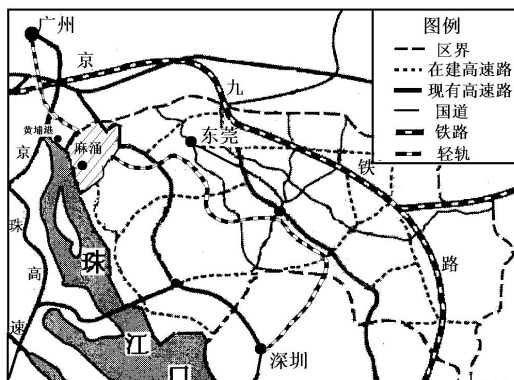 广州
京
九
铁
路
黄埔港
麻涌
东莞
京
珠
高
速
珠
江
口
深圳
图例
区界
在建高速路
现有高速路
国道
铁路
轻轨